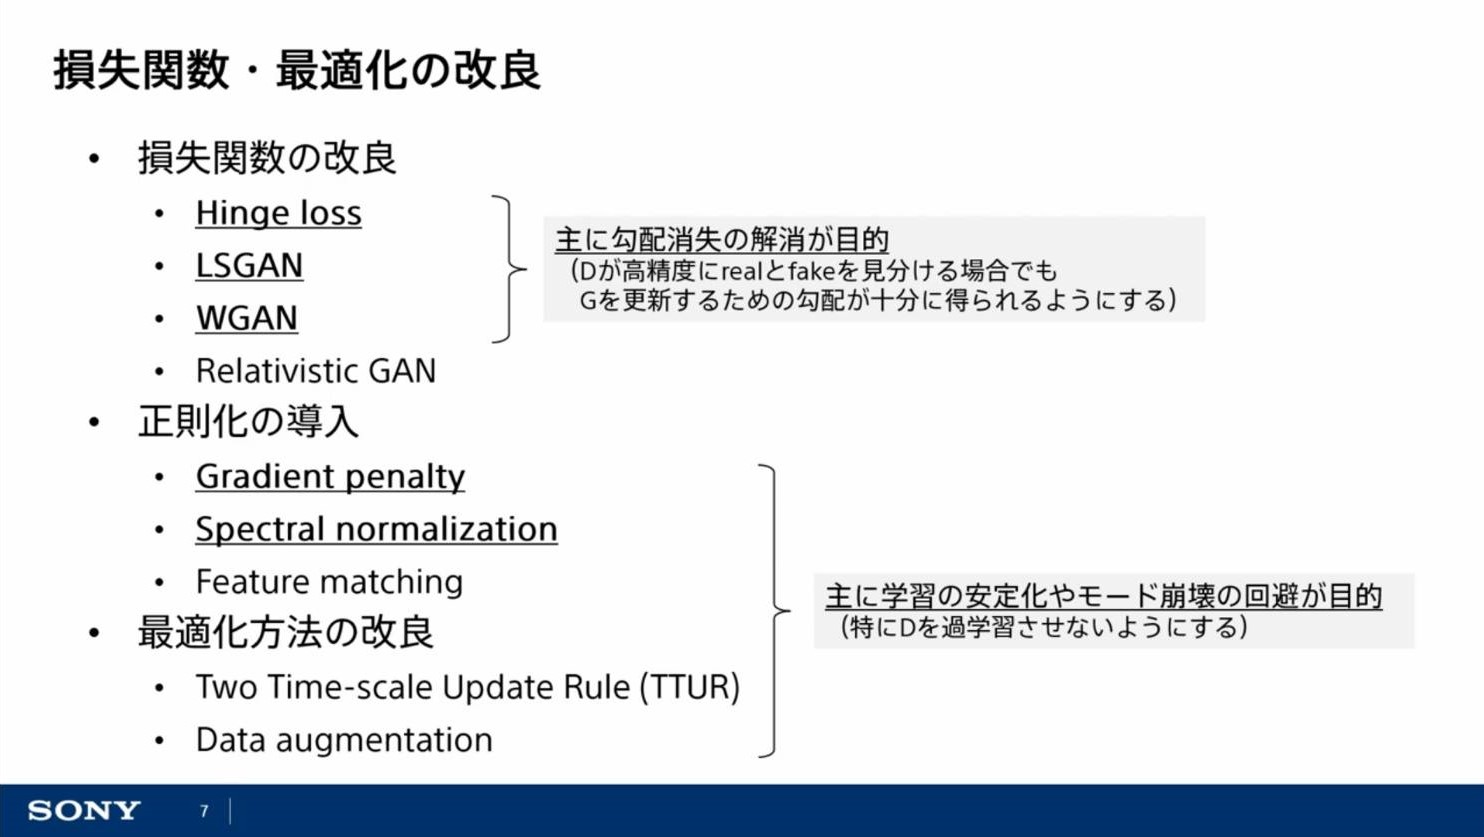 損失関数・最適化の改良
• 損失関数の改良
• Hinge loss
• LSGAN
• WGAN
• Relativistic GAN
主に勾配消失の解消が目的
（Dが高精度にrealとfakeを見分ける場合でも
Gを更新するための勾配が十分に得られるようにする）
• 正則化の導入
• Gradient penalty
• Spectral normalization
• Feature matching
• 最適化方法の改良
• Two Time-scale Update Rule (TTUR)
• Data augmentation
主に学習の安定化やモード崩壊の回避が目的
（特にDを過学習させないようにする）
SONY 7